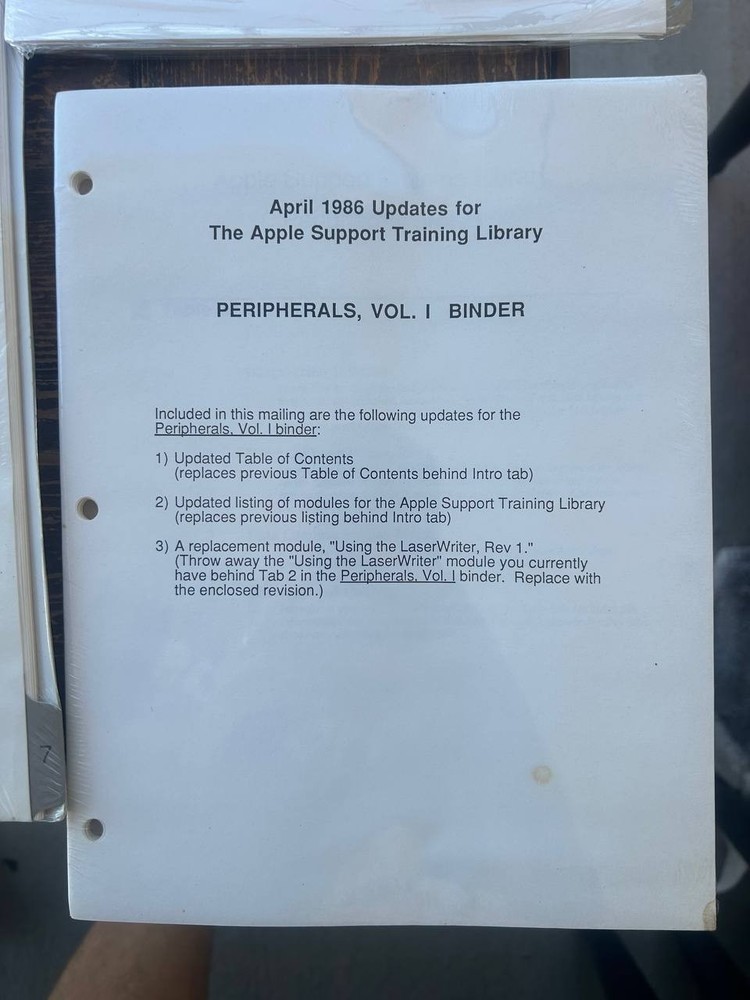 April 1986 Updates for
The Apple Support Training Library
PERIPHERALS, VOL. I BINDER
Included in this mailing are the following updates for the
Peripherals, Vol. I binder:
1) Updated Table of Contents
(replaces previous Table of Contents behind Intro tab)
2) Updated listing of modules for the Apple Support Training Library
(replaces previous listing behind Intro tab)
3) A replacement module, "Using the LaserWriter, Rev 1."
(Throw away the "Using the LaserWriter" module you currently
have behind Tab 2 in the Peripherals, Vol. I binder. Replace with
the enclosed revision.)
7